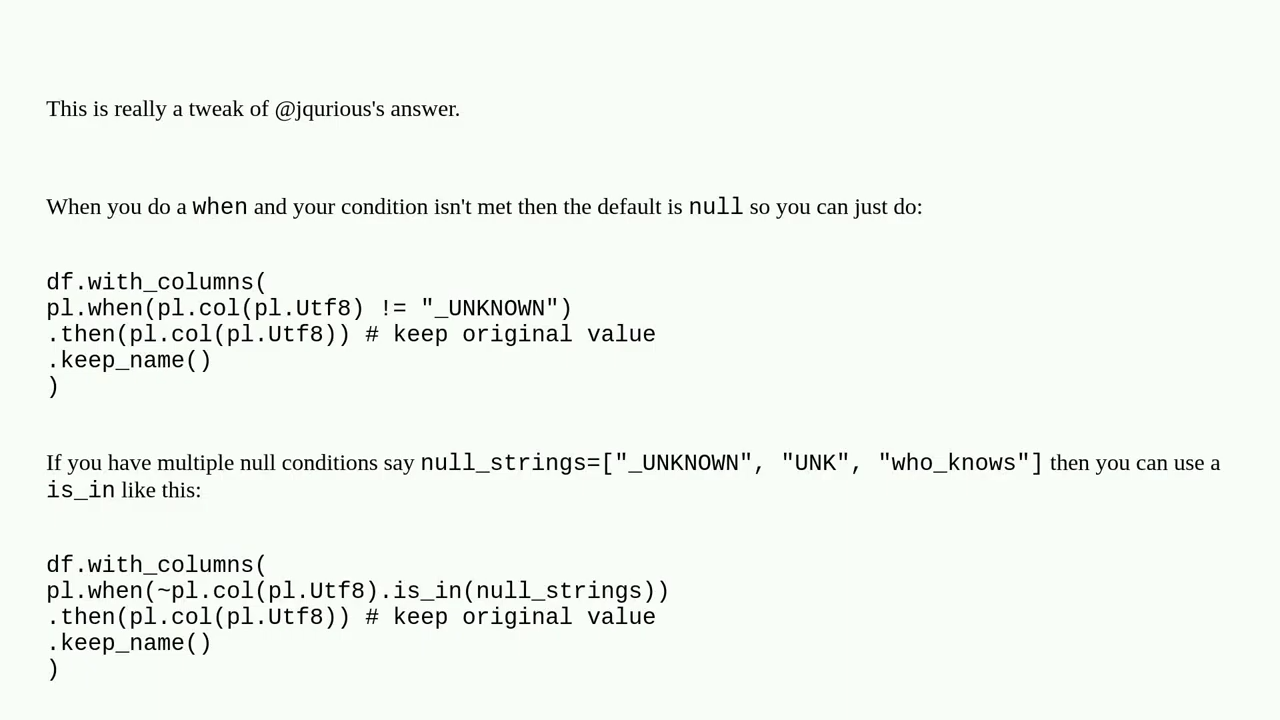 This is really a tweak of @jqurious's answer.
When you do a when and your condition isn't met then the default is null so you can just do:
df.with_columns(
pl.when(pl.col(pl.Utf8) != "_UNKNOWN")
.then(pl.col(pl.Utf8)) # keep original value
.keep_name()
)
If you have multiple null conditions say null_strings=["_UNKNOWN", "UNK", "who_knows"] then you can use a
is_in like this:
df.with_columns(
pl.when(~pl.col(pl.Utf8).is_in(null_strings))
.then(pl.col(pl.Utf8)) # keep original value
.keep_name()
)